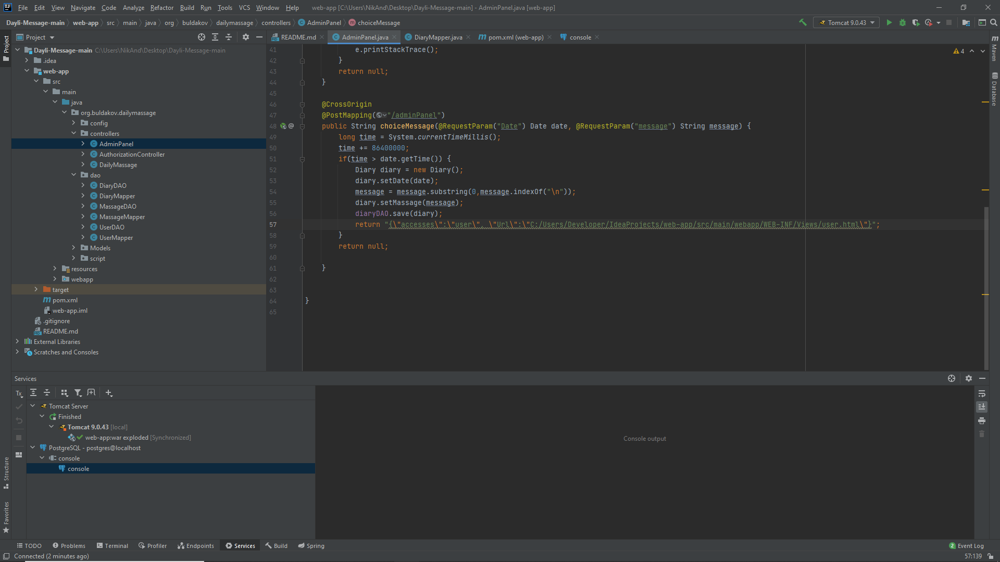 File Edit View Navigate Code Analyze Refactor Build Run Tools VCS Window Help web-app [C:\Users\NikAnd\Desktop\Dayli-Message-main] - AdminPanel.java [web-app]
Dayli-Message-main web-app src main java org buldakov dailymassage controllers AdminPanel choiceMessage Tomcat 9.0.43
Project README.md AdminPanel.java DiaryMapper.java pom.xml (web-app) console
Project
Maven
Database
Structure
Favorites
Dayli-Message-main C:\Users\NikAnd\Desktop\Dayli-Message-main
.idea
web-app
src
main
java
org.buldakov.dailymassage
config
controllers
AdminPanel
AuthorizationController
DailyMassage
dao
DiaryDAO
DiaryMapper
MassageDAO
MassageMapper
UserDAO
UserMapper
Models
script
resources
webapp
target
pom.xml
web-app.iml
.gitignore
README.md
External Libraries
Scratches and Consoles
4
41 e.printStackTrace();
42 }
43 return null;
44 }
45
46 @CrossOrigin
47 @PostMapping("/adminPanel")
48 public String choiceMessage(@RequestParam("Date") Date date, @RequestParam("message") String message) {
49 long time = System.currentTimeMillis();
50 time += 86400000;
51 if(time > date.getTime()) {
52 Diary diary = new Diary();
53 diary.setDate(date);
54 message = message.substring(0,message.indexOf("\n"));
55 diary.setMassage(message);
56 diaryDAO.save(diary);
57 return "{\"accesses\":\"user\", \"Url\":\"C:/Users/Developer/IdeaProjects/web-app/src/main/webapp/WEB-INF/Views/user.html\"}";
58 }
59 return null;
60
61 }
62
63
64 }
65
Services
Tx
Tomcat Server
Finished
Tomcat 9.0.43 [local]
web-app:war exploded [Synchronized]
PostgreSQL - postgres@localhost
console
console
Console output
TODO Problems Terminal Profiler Endpoints Services Build Spring 2 Event Log
Connected (2 minutes ago) 57:139